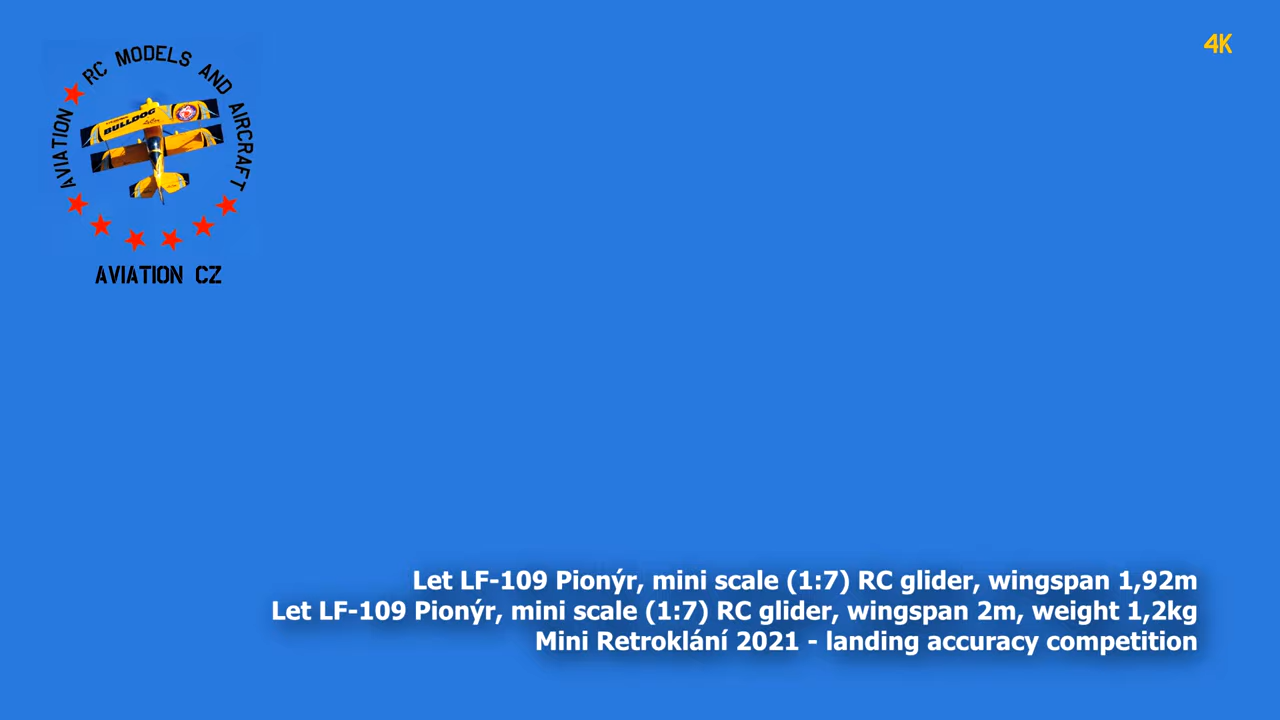 AVIATION ★ RC MODELS AND AIRCRAFT
BULLDOG
AVIATION CZ
4K
Let LF-109 Pionýr, mini scale (1:7) RC glider, wingspan 1,92m
Let LF-109 Pionýr, mini scale (1:7) RC glider, wingspan 2m, weight 1,2kg
Mini Retroklání 2021 - landing accuracy competition